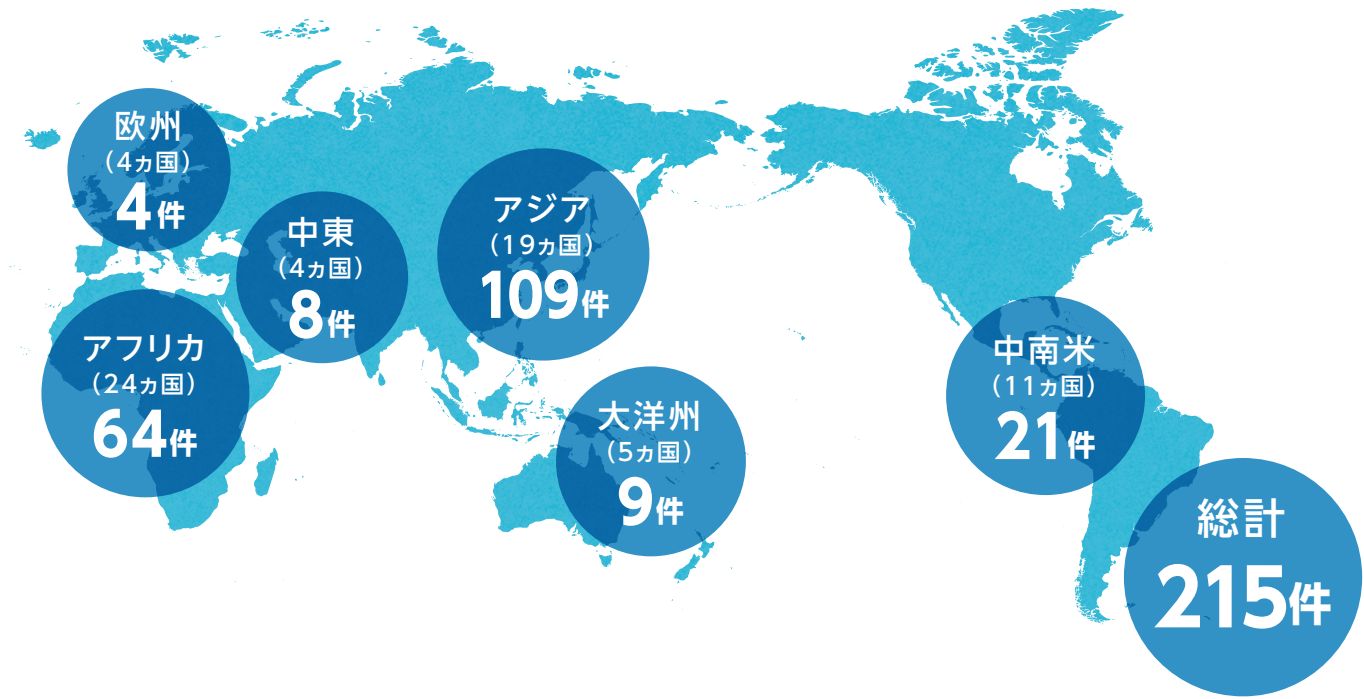 欧州
（4ヵ国）
4件
中東
（4ヵ国）
8件
アジア
（19ヵ国）
109件
アフリカ
（24ヵ国）
64件
大洋州
（5ヵ国）
9件
中南米
（11ヵ国）
21件
総計
215件